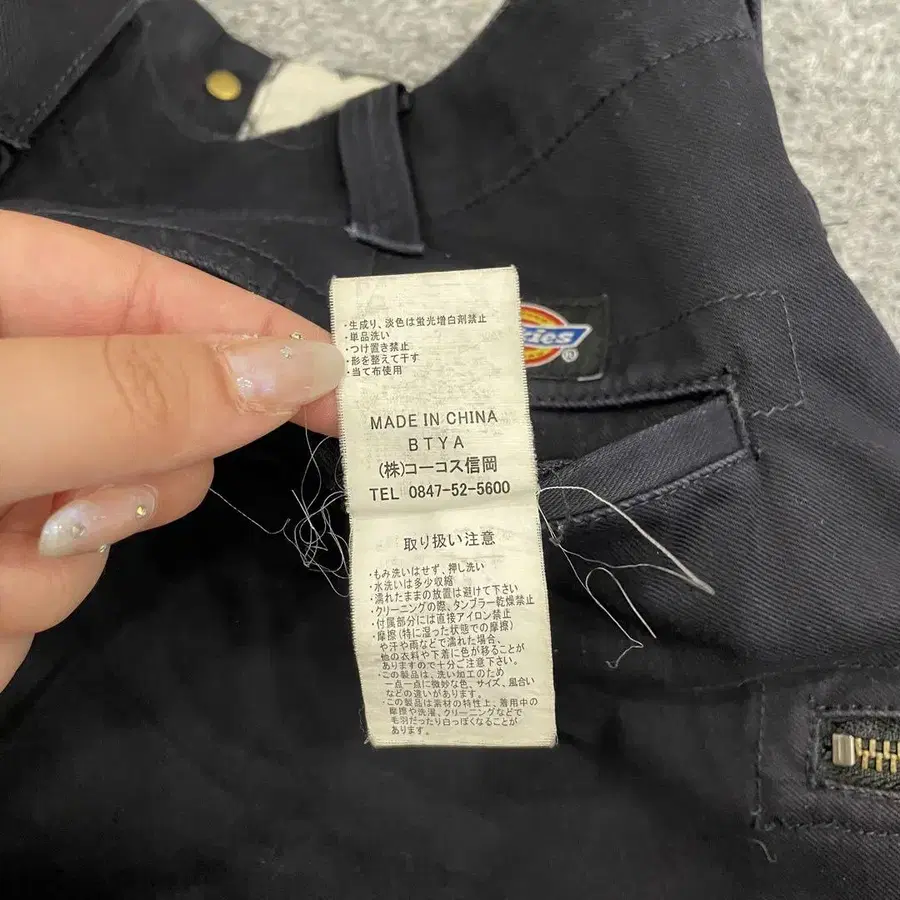 ・生成り、淡色は蛍光増白剤禁止
・単品洗い
・つけ置き禁止
・形を整えて干す
・当て布使用
MADE IN CHINA
BTYA
(株)コーコス信岡
TEL 0847-52-5600
取り扱い注意
・もみ洗いはせず、押し洗い
・水洗いは多少収縮
・濡れたままの放置は避けて下さい
・クリーニングの際、タンブラー乾燥禁止
・付属部分には直接アイロン禁止
・摩擦(特に湿った状態での摩擦)
や汗や雨などで濡れた場合、
他の衣料や下着に色が移ることが
ありますので十分ご注意下さい。
・この製品は、洗い加工のため
一点一点に微妙な色、サイズ、風合い
などの違いがあります。
・この製品は素材の特性上、着用中の
摩擦や洗濯、クリーニングなどで
毛羽だったり白っぽくなることが
あります。